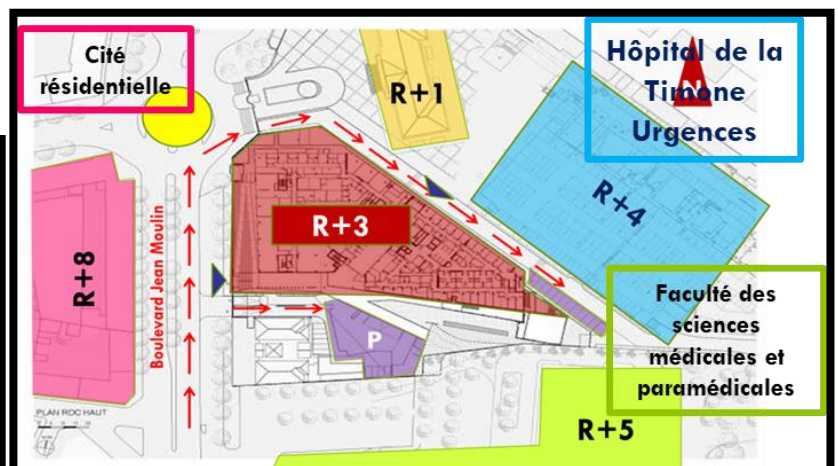 Cité
résidentielle
Hôpital de la
Timone
Urgences
N
R+1
R+4
R+3
R+8
Boulevard Jean Moulin
P
Faculté des
sciences
médicales et
paramédicales
R+5
PLAN RDC HAUT